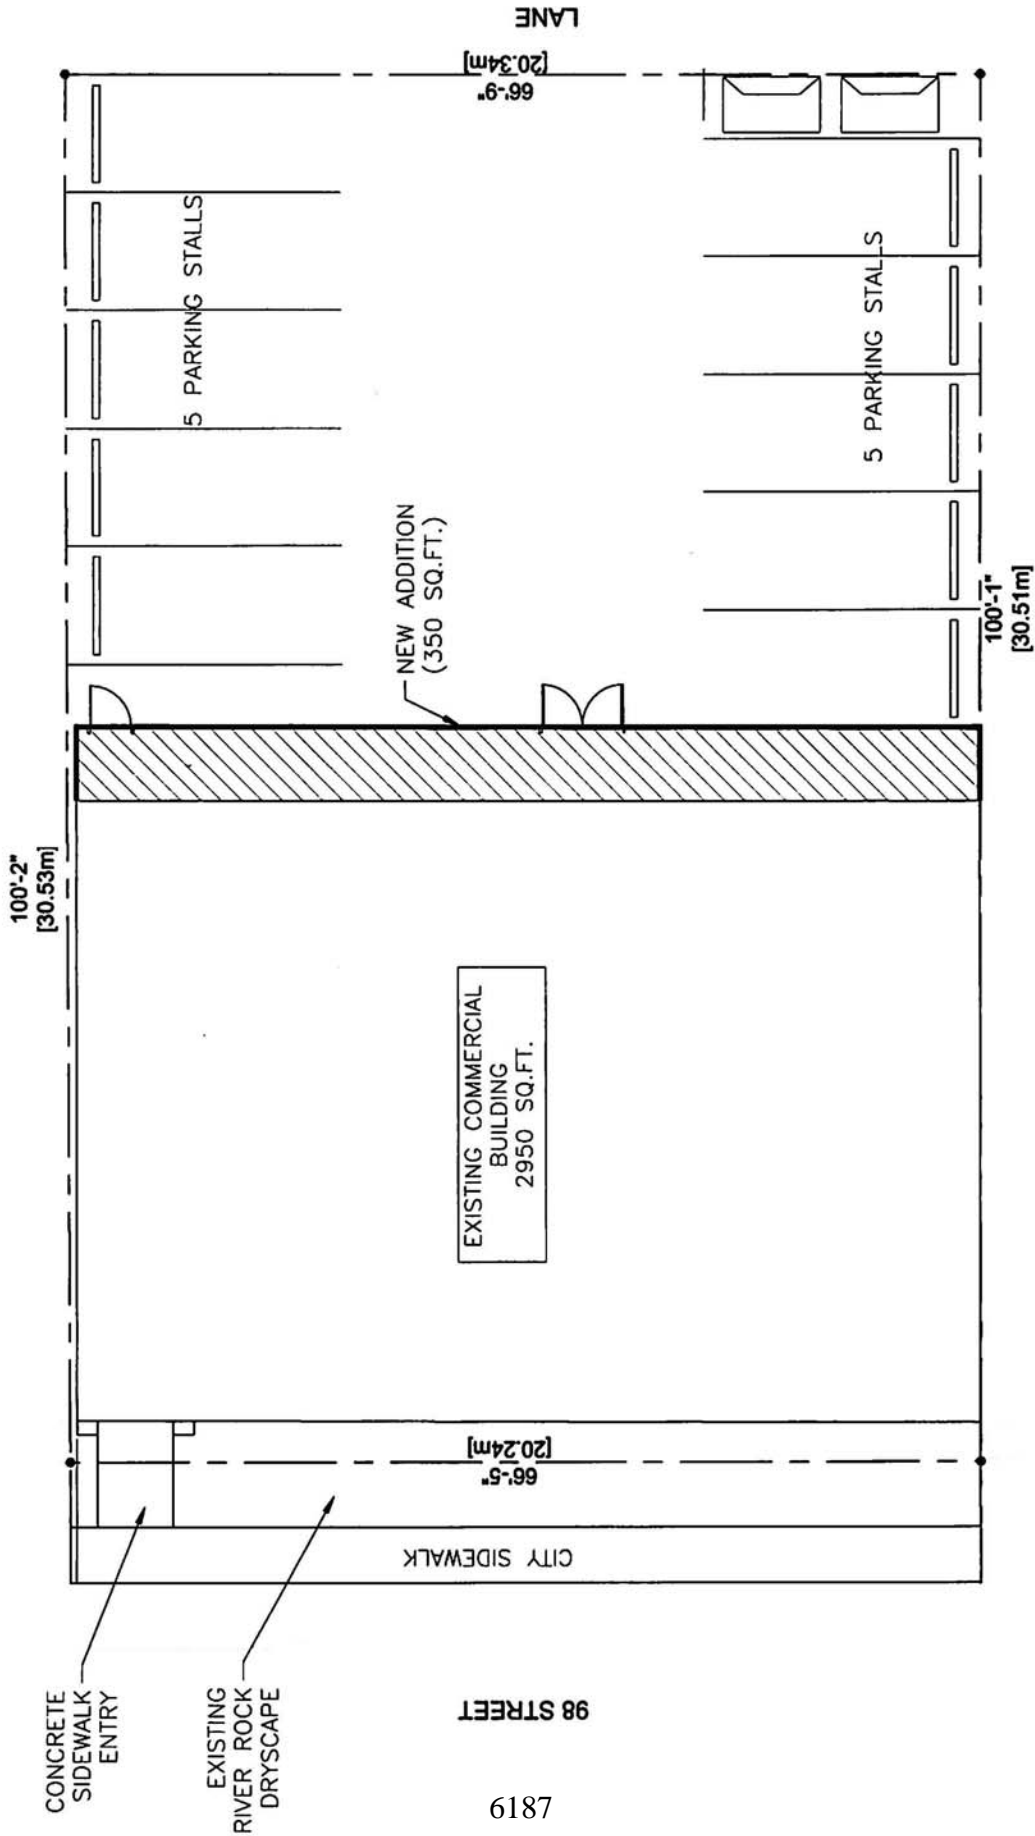 LANE
66'-9"
[20.34m]
5 PARKING STALLS
5 PARKING STALLS
NEW ADDITION
(350 SQ.FT.)
100'-1"
[30.51m]
100'-2"
[30.53m]
EXISTING COMMERCIAL
BUILDING
2950 SQ.FT.
66'-5"
[20.24m]
CITY SIDEWALK
CONCRETE
SIDEWALK
ENTRY
EXISTING
RIVER ROCK
DRYSCAPE
98 STREET
6187